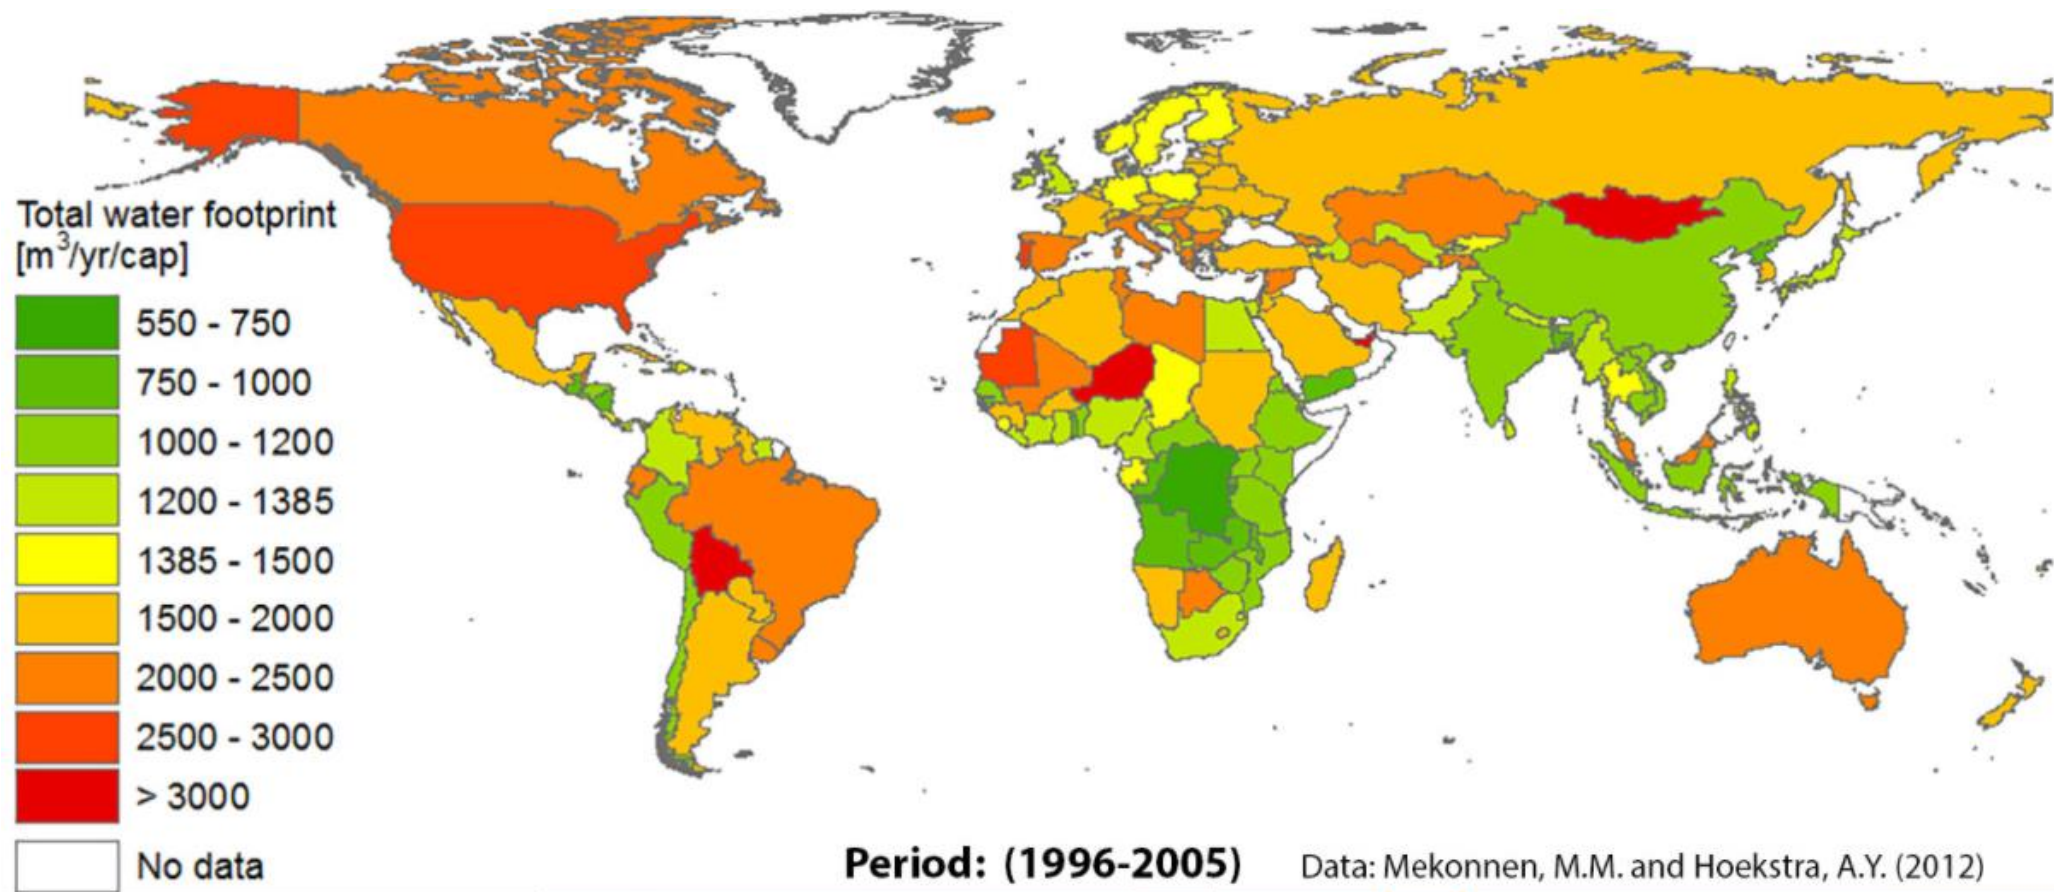 Total water footprint
[m³/yr/cap]
550 - 750
750 - 1000
1000 - 1200
1200 - 1385
1385 - 1500
1500 - 2000
2000 - 2500
2500 - 3000
> 3000
No data
Period: (1996-2005) Data: Mekonnen, M.M. and Hoekstra, A.Y. (2012)